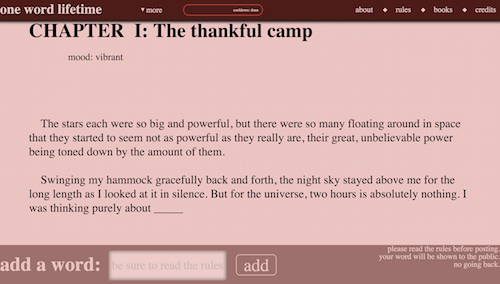 one word lifetime
▾ more
about ◆ rules ◆ books ◆ credits
CHAPTER I: The thankful camp
mood: vibrant
The stars each were so big and powerful, but there were so many floating around in space
that they started to seem not as powerful as they really are, their great, unbelievable power
being toned down by the amount of them.
Swinging my hammock gracefully back and forth, the night sky stayed above me for the
long length as I looked at it in silence. But for the universe, two hours is absolutely nothing. I
was thinking purely about _____
add a word:
be sure to read the rules
add
please read the rules before posting.
your word will be shown to the public.
no going back.